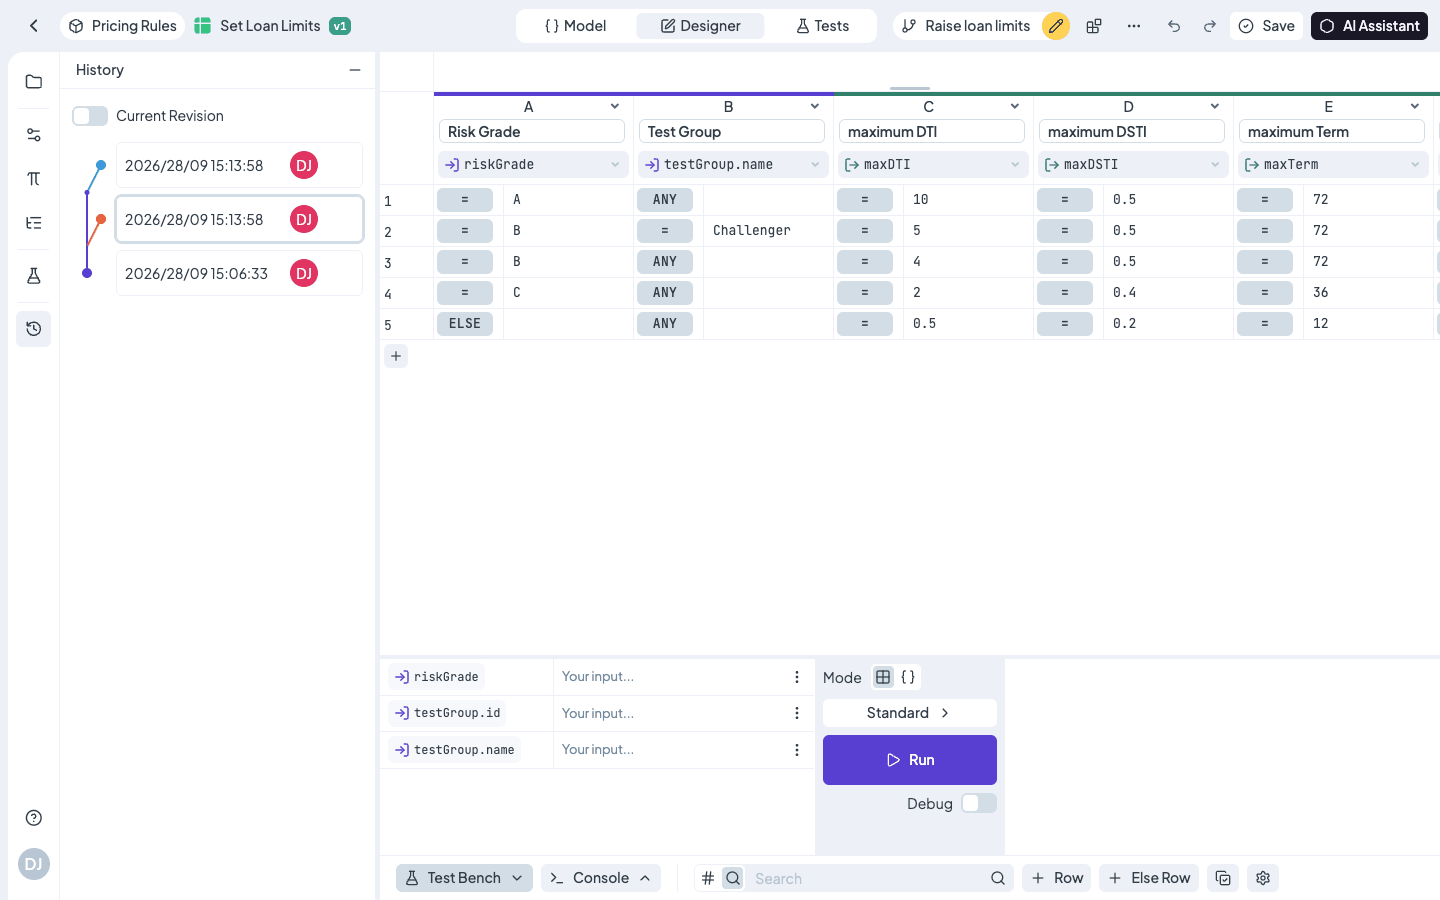 Pricing Rules Set Loan Limits v1 { } Model Designer Tests Raise loan limits Save AI Assistant
History
Current Revision
2026/28/09 15:13:58 DJ
2026/28/09 15:13:58 DJ
2026/28/09 15:06:33 DJ
A B C D E
Risk Grade Test Group maximum DTI maximum DSTI maximum Term
riskGrade testGroup.name maxDTI maxDSTI maxTerm
1 = A ANY = 10 = 0.5 = 72
2 = B = Challenger = 5 = 0.5 = 72
3 = B ANY = 4 = 0.5 = 72
4 = C ANY = 2 = 0.4 = 36
5 ELSE ANY = 0.5 = 0.2 = 12
riskGrade Your input...
testGroup.id Your input...
testGroup.name Your input...
Mode { }
Standard
Run
Debug
DJ
Test Bench Console # Search Row Else Row